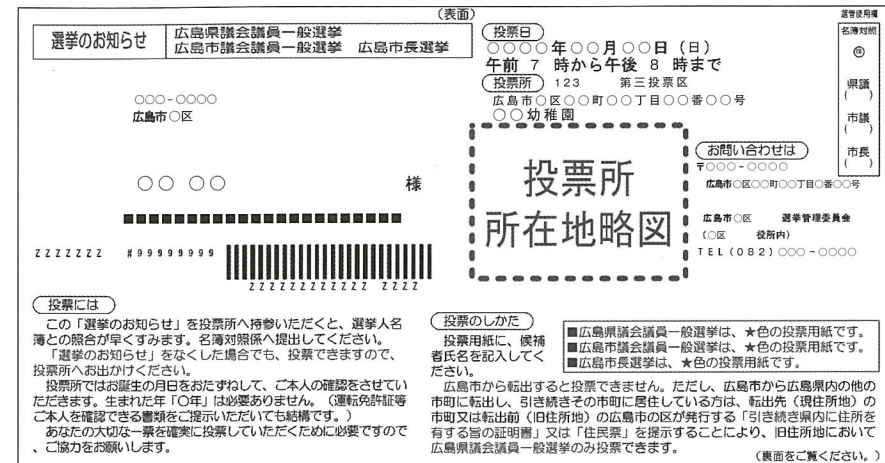 (表面)
選挙のお知らせ
広島県議会議員一般選挙
広島市議会議員一般選挙 広島市長選挙
投票日
○○○○年○○月○○日(日)
午前 7 時から午後 8 時まで
投票所 123 第三投票区
広島市○区○○町○○丁目○○番○○号
○○幼稚園
選管使用欄
名簿対照
㊞
県議
( )
市議
( )
市長
( )
○○○-○○○○
広島市○区
○○ ○○ 様
ZZZZZZZ #99999999
ZZZZZZZZZZZZ ZZZZ
投票所
所在地略図
お問い合わせは
〒○○○-○○○○
広島市○区○○町○○丁目○番○○号
広島市○区 選挙管理委員会
(○区 役所内)
TEL(082)○○○-○○○○
投票には
この「選挙のお知らせ」を投票所へ持参いただくと、選挙人名
簿との照合が早くすみます。名簿対照係へ提出してください。
「選挙のお知らせ」をなくした場合でも、投票できますので、
投票所へお出かけください。
投票所ではお誕生の月日をおたずねして、ご本人の確認をさせてい
ただきます。生まれた年「○年」は必要ありません。(運転免許証等
ご本人を確認できる書類をご提示いただいても結構です。)
あなたの大切な一票を確実に投票していただくために必要ですので
、ご協力をお願いします。
投票のしかた
投票用紙に、候補
者氏名を記入してく
ださい。
■広島県議会議員一般選挙は、★色の投票用紙です。
■広島市議会議員一般選挙は、★色の投票用紙です。
■広島市長選挙は、★色の投票用紙です。
広島市から転出すると投票できません。ただし、広島市から広島県内の他の
市町に転出し、引き続きその市町に居住している方は、転出先(現住所地)の
市町又は転出前(旧住所地)の広島市の区が発行する「引き続き県内に住所を
有する旨の証明書」又は「住民票」を提示することにより、旧住所地において
広島県議会議員一般選挙のみ投票できます。
(裏面をご覧ください。)